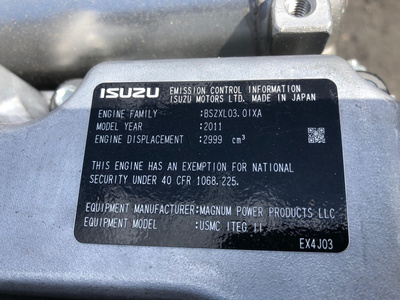 ISUZU EMISSION CONTROL INFORMATION
ISUZU MOTORS LTD. MADE IN JAPAN
ENGINE FAMILY :BSZXL03.01XA
MODEL YEAR :2011
ENGINE DISPLACEMENT :2999 cm³
THIS ENGINE HAS AN EXEMPTION FOR NATIONAL
SECURITY UNDER 40 CFR 1068.225.
EQUIPMENT MANUFACTURER:MAGNUM POWER PRODUCTS LLC
EQUIPMENT MODEL :USMC ITEG II
EX4J03